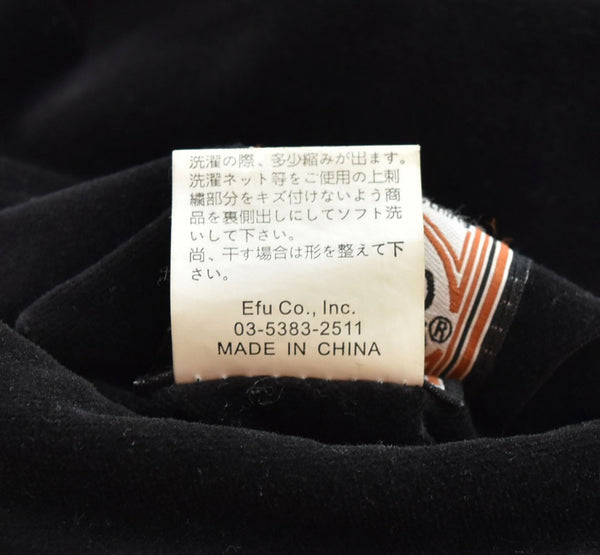 洗濯の際、多少縮みが出ます。
洗濯ネット等をご使用の上刺
繍部分をキズ付けないよう商
品を裏側出しにしてソフト洗
いして下さい。
尚、干す場合は形を整えて下
さい。
Efu Co., Inc.
03-5383-2511
MADE IN CHINA
®